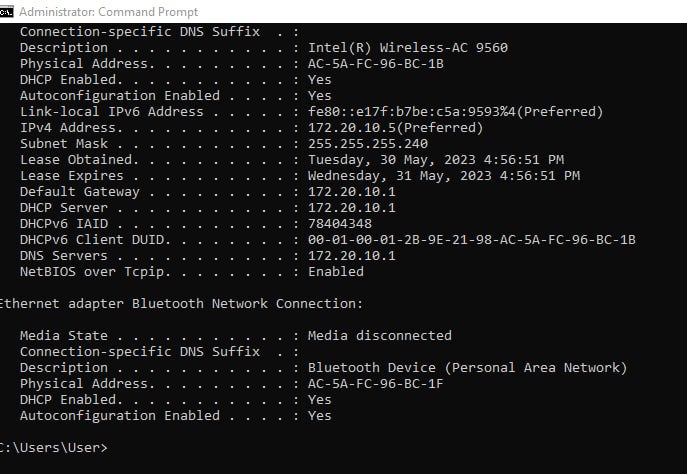 Administrator: Command Prompt
Connection-specific DNS Suffix  . :
Description . . . . . . . . . . . : Intel(R) Wireless-AC 9560
Physical Address. . . . . . . . . : AC-5A-FC-96-BC-1B
DHCP Enabled. . . . . . . . . . . : Yes
Autoconfiguration Enabled . . . . : Yes
Link-local IPv6 Address . . . . . : fe80::e17f:b7be:c5a:9593%4(Preferred)
IPv4 Address. . . . . . . . . . . : 172.20.10.5(Preferred)
Subnet Mask . . . . . . . . . . . : 255.255.255.240
Lease Obtained. . . . . . . . . . : Tuesday, 30 May, 2023 4:56:51 PM
Lease Expires . . . . . . . . . . : Wednesday, 31 May, 2023 4:56:51 PM
Default Gateway . . . . . . . . . : 172.20.10.1
DHCP Server . . . . . . . . . . . : 172.20.10.1
DHCPv6 IAID . . . . . . . . . . . : 78404348
DHCPv6 Client DUID. . . . . . . . : 00-01-00-01-2B-9E-21-98-AC-5A-FC-96-BC-1B
DNS Servers . . . . . . . . . . . : 172.20.10.1
NetBIOS over Tcpip. . . . . . . . : Enabled
Ethernet adapter Bluetooth Network Connection:
Media State . . . . . . . . . . . : Media disconnected
Connection-specific DNS Suffix  . :
Description . . . . . . . . . . . : Bluetooth Device (Personal Area Network)
Physical Address. . . . . . . . . : AC-5A-FC-96-BC-1F
DHCP Enabled. . . . . . . . . . . : Yes
Autoconfiguration Enabled . . . . : Yes
C:\Users\User>